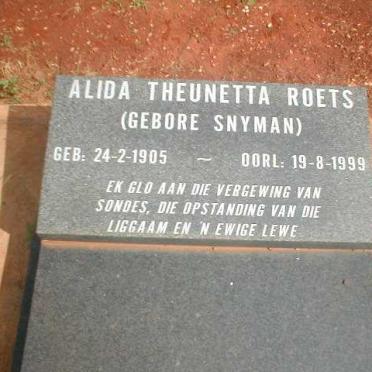 ALIDA THEUNETTA ROETS
(GEBORE SNYMAN)
GEB: 24-2-1905 ~ OORL: 19-8-1999
EK GLO AAN DIE VERGEWING VAN
SONDES, DIE OPSTANDING VAN DIE
LIGGAAM EN 'N EWIGE LEWE